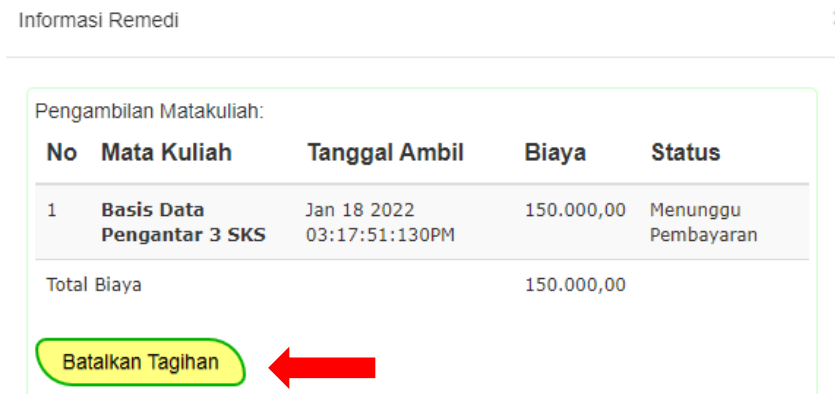 Informasi Remedi
Pengambilan Matakuliah:
No Mata Kuliah Tanggal Ambil Biaya Status
1 Basis Data Jan 18 2022 150.000,00 Menunggu
Pengantar 3 SKS 03:17:51:130PM Pembayaran
Total Biaya 150.000,00
Batalkan Tagihan